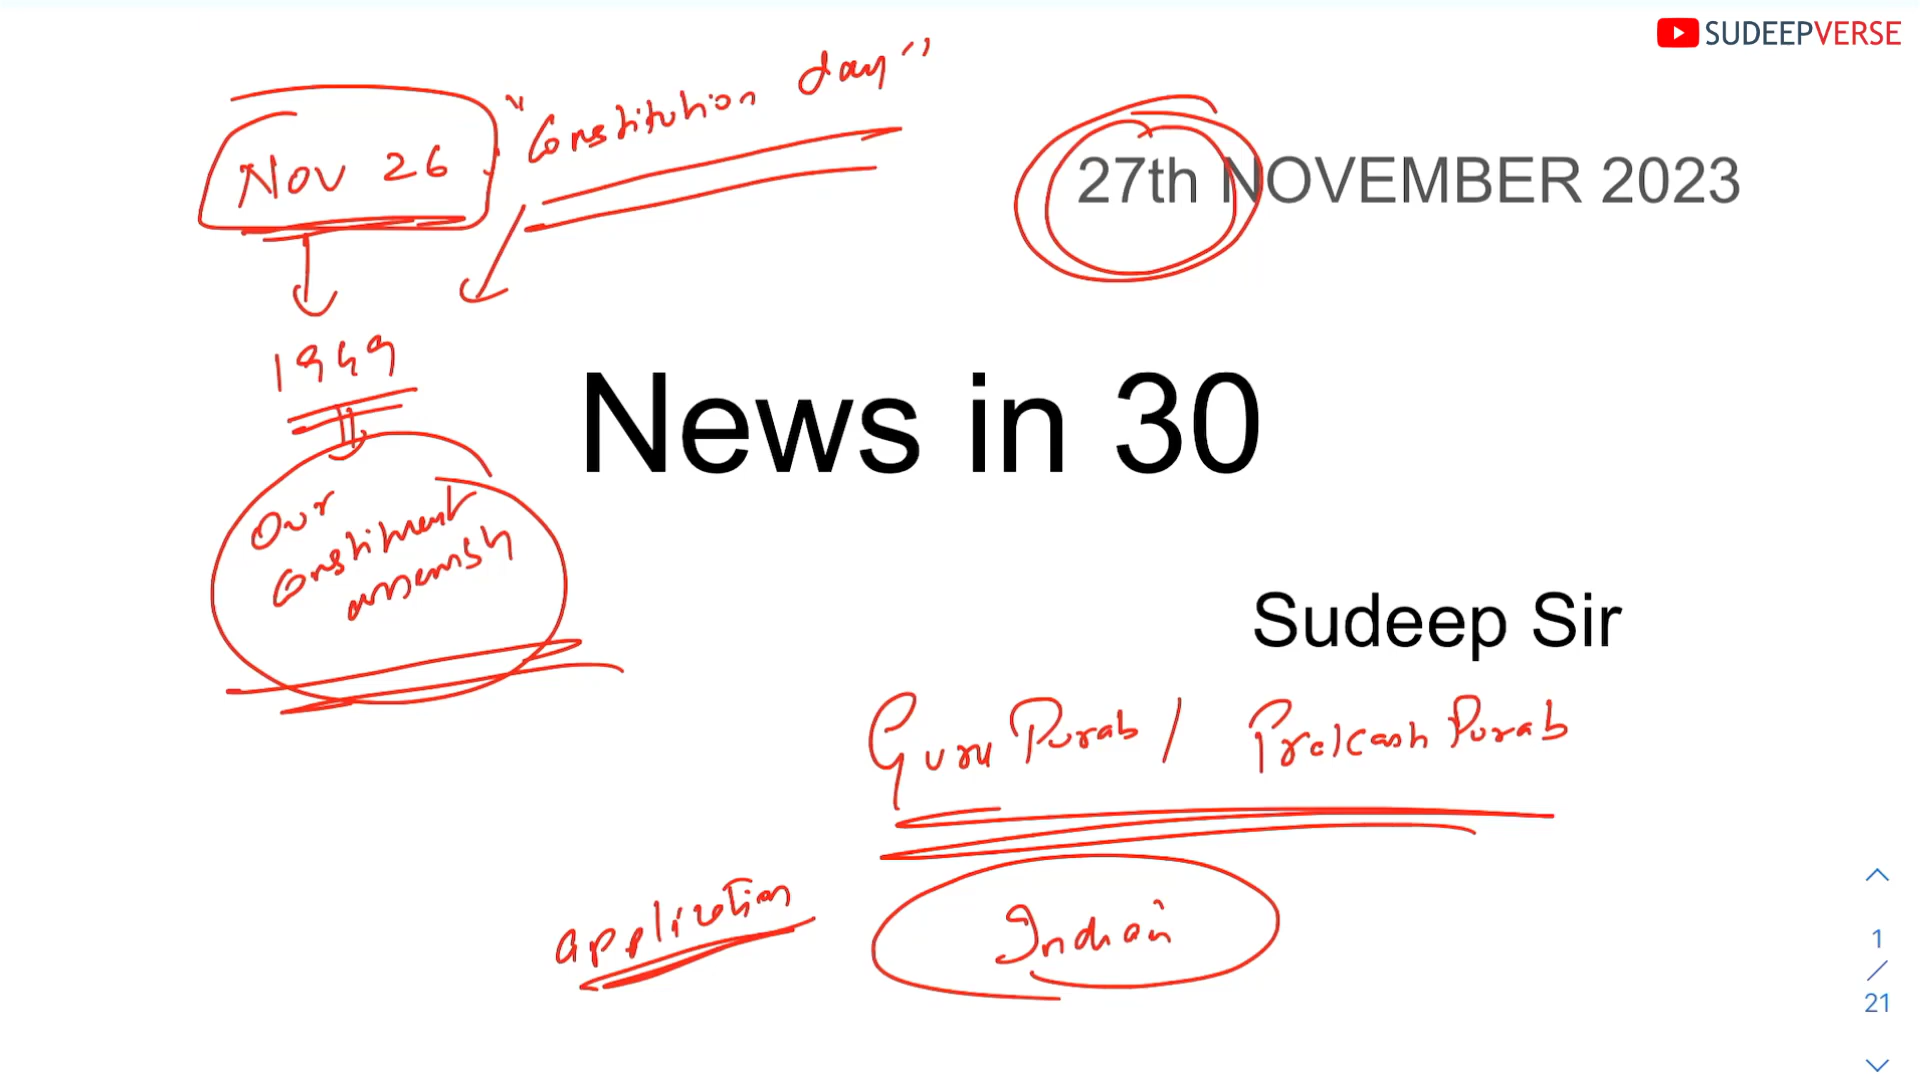 SUDEEPVERSE
"Constitution day"
Nov 26
27th NOVEMBER 2023
1949
News in 30
Our
Constituent
assembly
Sudeep Sir
Guru Purab / Prakash Purab
application
Indian
1
/
21